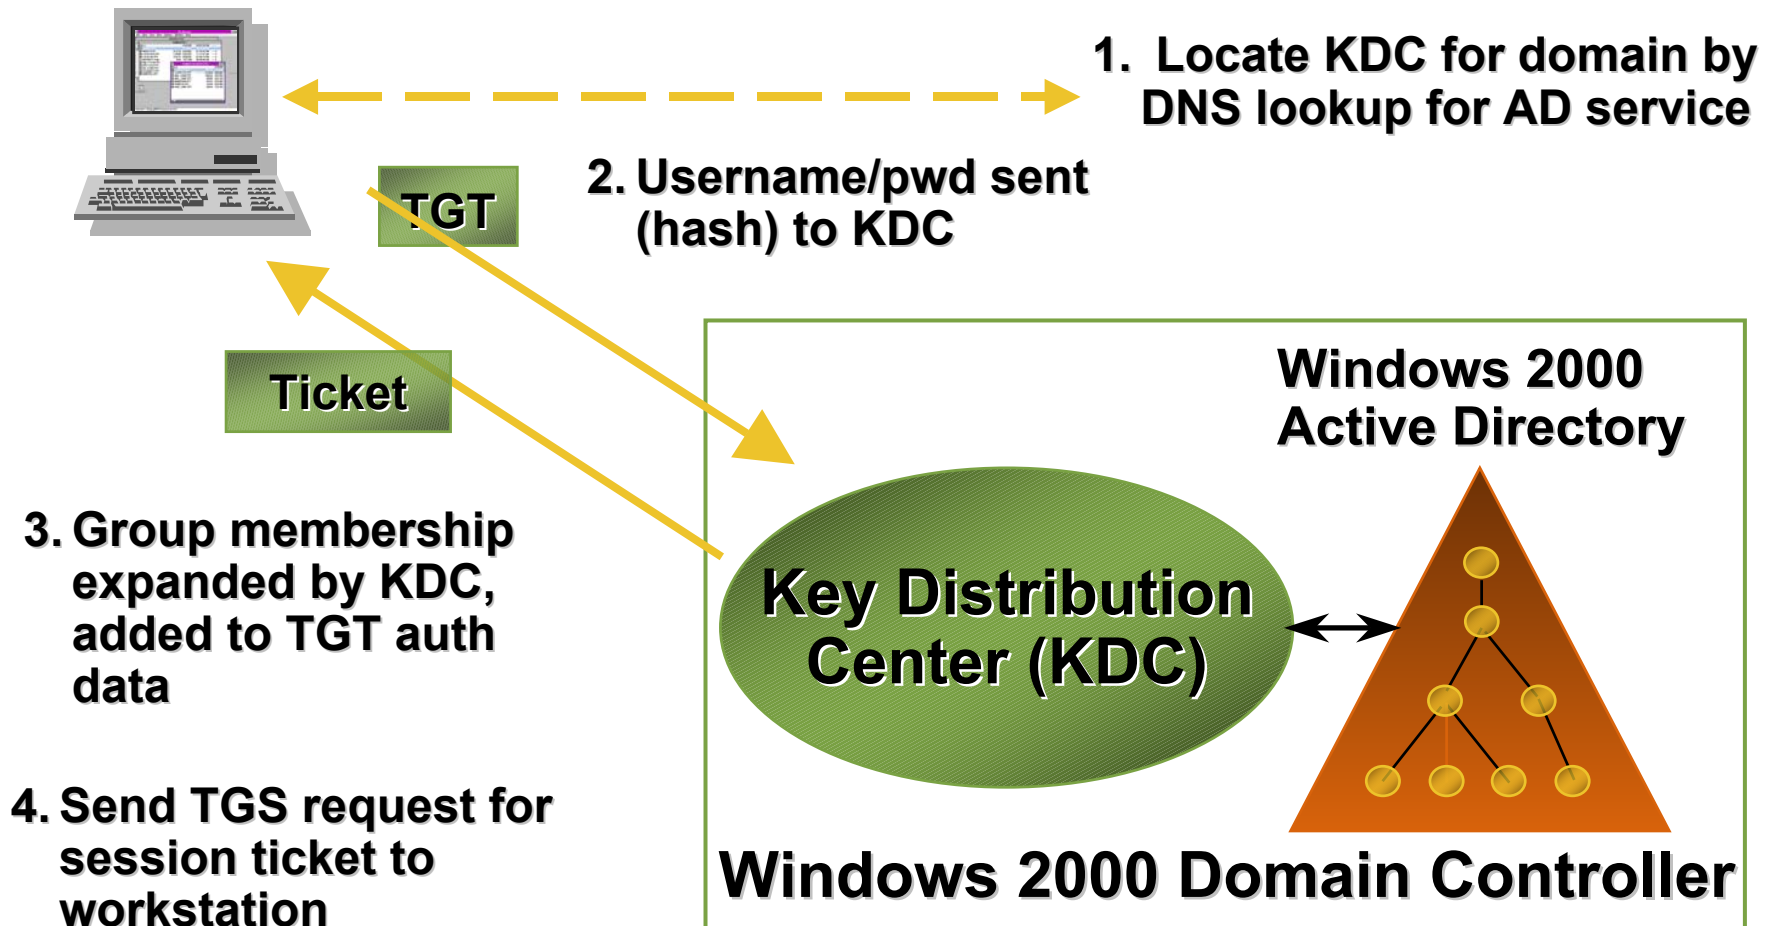 1. Locate KDC for domain by
DNS lookup for AD service
2. Username/pwd sent
(hash) to KDC
TGT
Ticket
3. Group membership
expanded by KDC,
added to TGT auth
data
4. Send TGS request for
session ticket to
workstation
Windows 2000
Active Directory
Key Distribution
Center (KDC)
Windows 2000 Domain Controller